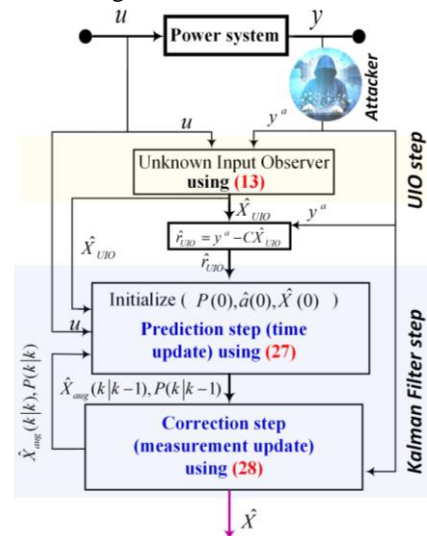 u
y
Power system
Attacker
u
y^a
Unknown Input Observer
using (13)
UIO step
X̂_UIO
y^a
X̂_UIO
r̂_UIO = y^a − CX̂_UIO
r̂_UIO
Initialize ( P(0), â(0), X̂(0) )
u
Prediction step (time
update) using (27)
X̂_aug(k|k−1), P(k|k−1)
X̂_aug(k|k), P(k|k)
Correction step
(measurement update)
using (28)
Kalman Filter step
X̂